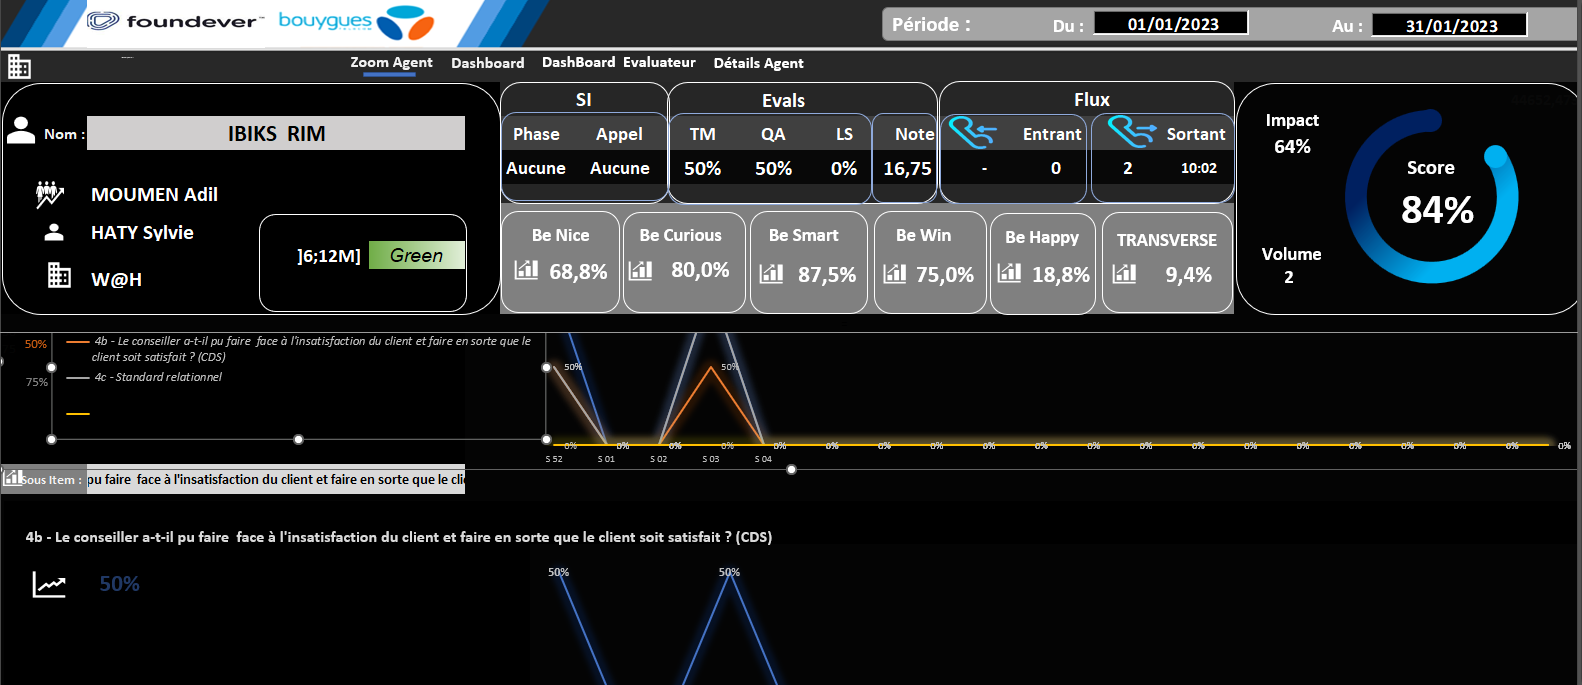 foundever™
bouygues
Période :
Du :
01/01/2023
Au :
31/01/2023
Zoom Agent
Dashboard
DashBoard Evaluateur
Détails Agent
Nom :
IBIKS RIM
MOUMEN Adil
HATY Sylvie
W@H
]6;12M]
Green
SI
Phase Appel
Aucune Aucune
Evals
TM QA LS Note
50% 50% 0% 16,75
Flux
Entrant
Sortant
- 0
2 10:02
Be Nice
68,8%
Be Curious
80,0%
Be Smart
87,5%
Be Win
75,0%
Be Happy
18,8%
TRANSVERSE
9,4%
Impact
64%
Score
84%
Volume
2
50%
4b - Le conseiller a-t-il pu faire face à l'insatisfaction du client et faire en sorte que le
client soit satisfait ? (CDS)
75%
4c - Standard relationnel
50%
50%
0% 0% 0% 0% 0% 0% 0% 0% 0% 0% 0% 0% 0% 0% 0% 0% 0% 0% 0% 0%
S 52 S 01 S 02 S 03 S 04
Sous Item :
pu faire face à l'insatisfaction du client et faire en sorte que le clie
4b - Le conseiller a-t-il pu faire face à l'insatisfaction du client et faire en sorte que le client soit satisfait ? (CDS)
50%
50%
50%